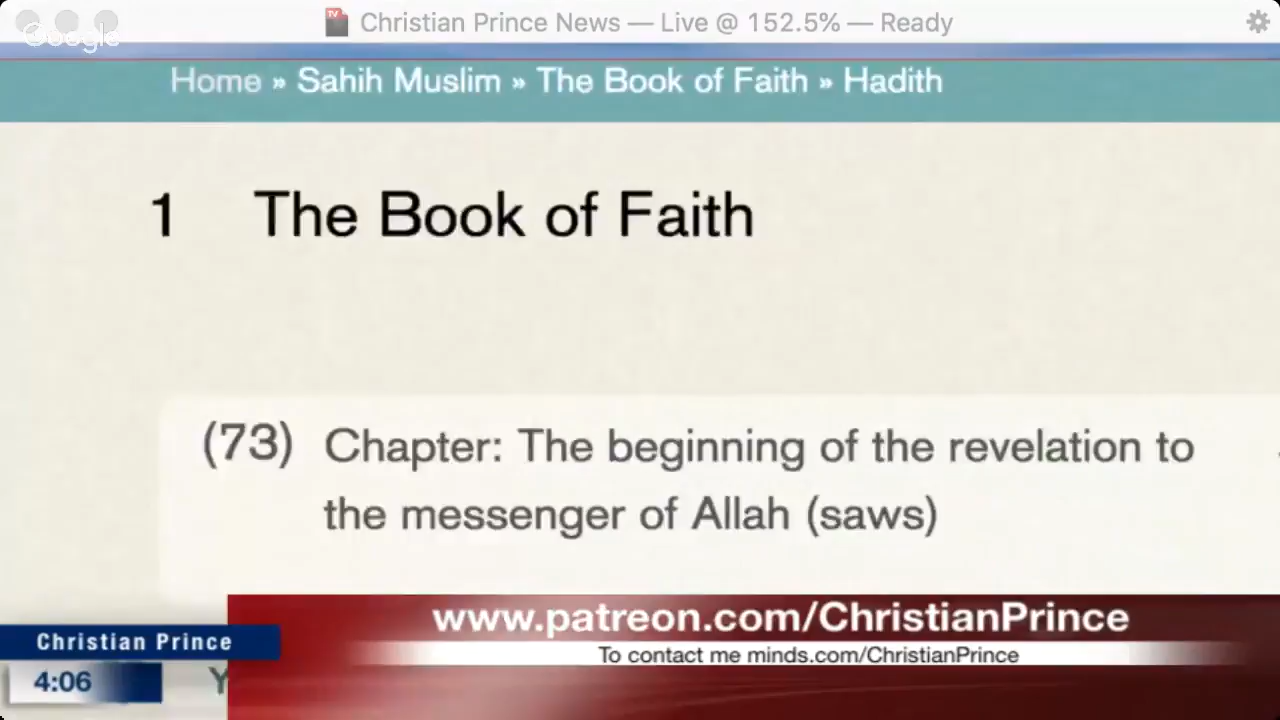 Christian Prince News — Live @ 152.5% — Ready
Google
Home » Sahih Muslim » The Book of Faith » Hadith
1 The Book of Faith
(73) Chapter: The beginning of the revelation to
the messenger of Allah (saws)
www.patreon.com/ChristianPrince
To contact me minds.com/ChristianPrince
Christian Prince
4:06